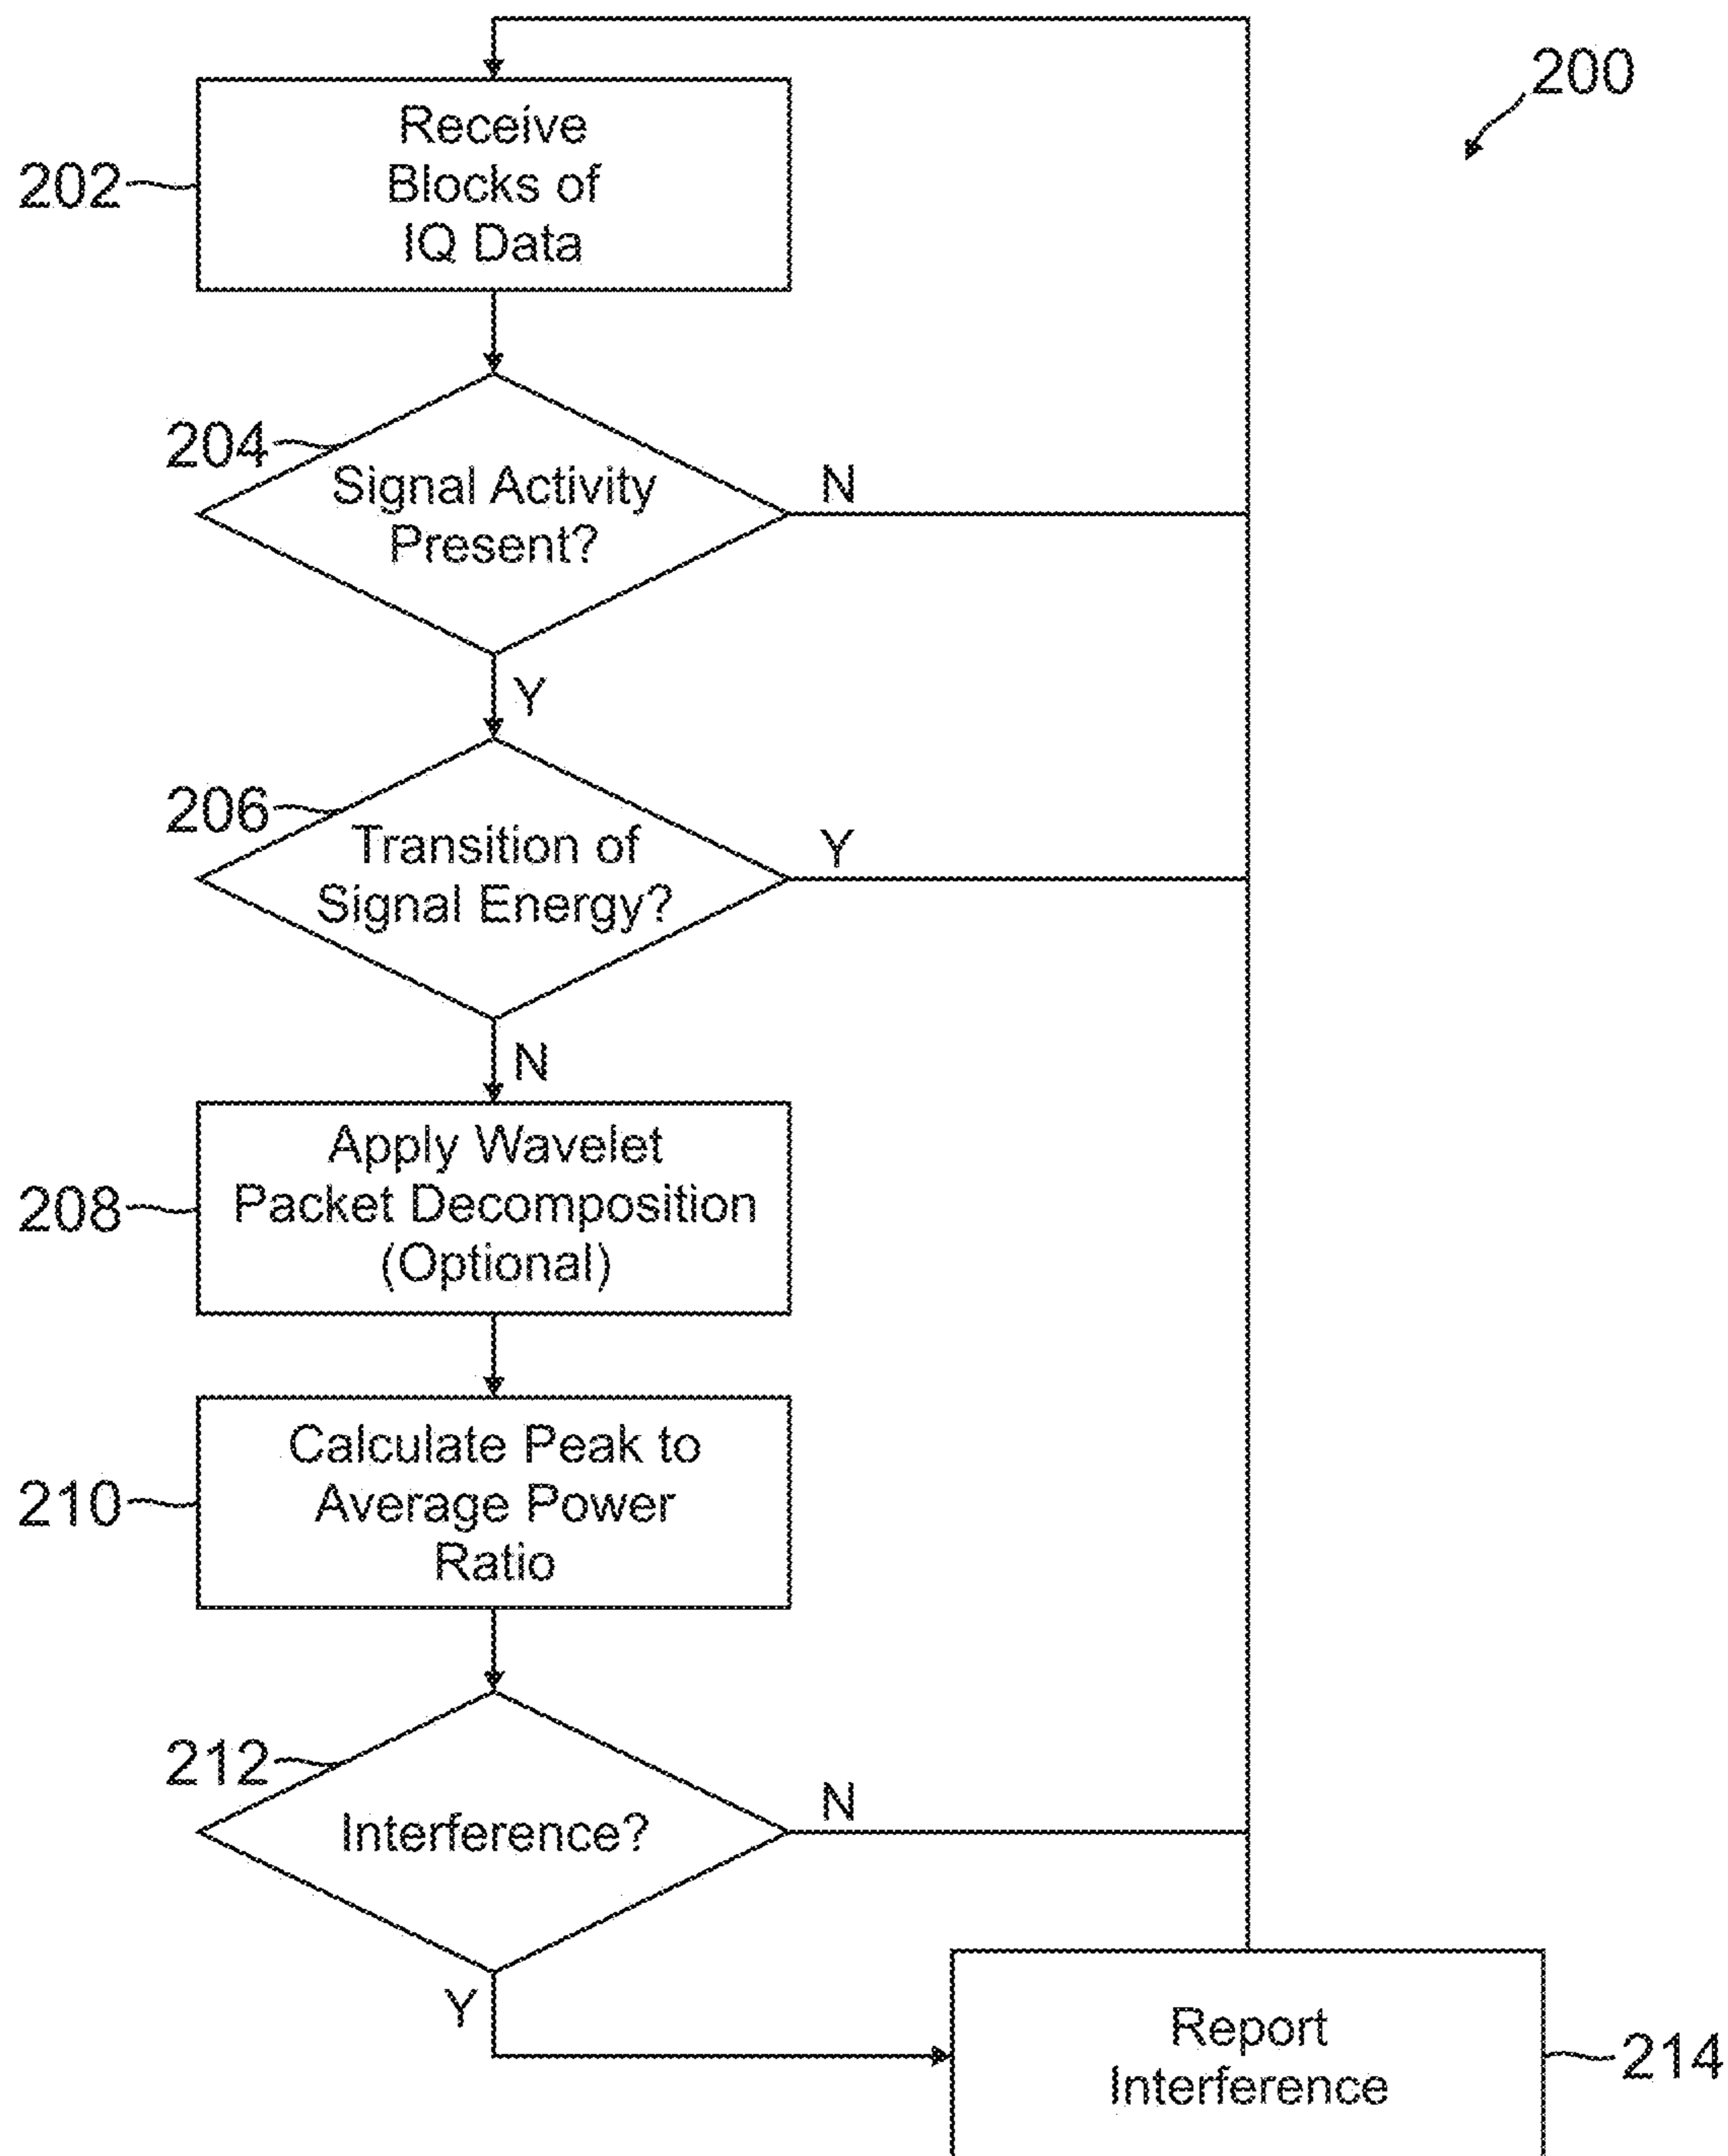 200
202
Receive
Blocks of
IQ Data
204
Signal Activity
Present?
N
Y
206
Transition of
Signal Energy?
Y
N
208
Apply Wavelet
Packet Decomposition
(Optional)
210
Calculate Peak to
Average Power
Ratio
212
Interference?
N
Y
Report
Interference
214